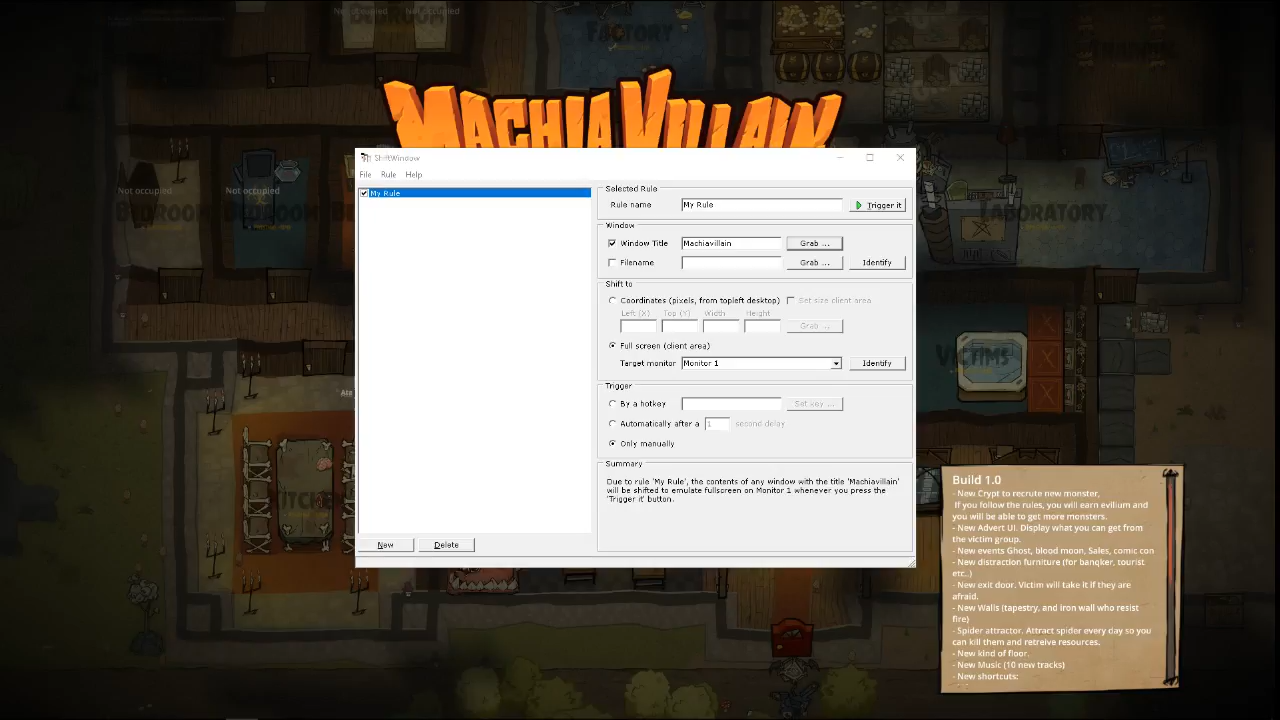 Not occupied
Not occupied
BEDROOM
FACTORY
MACHIAVILLAIN
Not occupied
Not occupied
BEDROOM
BEDROOM
LABORATORY
VICTIMS
KITCHEN
ShiftWindow
File Rule Help
My Rule
New Delete
Selected Rule
Rule name My Rule Trigger it
Window
Window Title Machiavillain Grab ...
Filename Grab ... Identify
Shift to
Coordinates (pixels, from topleft desktop) Set size client area
Left (X) Top (Y) Width Height
Grab ...
Full screen (client area)
Target monitor Monitor 1 Identify
Trigger
By a hotkey Set key ...
Automatically after a 1 second delay
Only manually
Summary
Due to rule 'My Rule', the contents of any window with the title 'Machiavillain'
will be shifted to emulate fullscreen on Monitor 1 whenever you press the
'Trigger it' button.
Build 1.0
- New Crypt to recrute new monster,
If you follow the rules, you will earn evilium and
you will be able to get more monsters.
- New Advert UI. Display what you can get from
the victim group.
- New events Ghost, blood moon, Sales, comic con
- New distraction furniture (for banqker, tourist
etc..)
- New exit door. Victim will take it if they are
afraid.
- New Walls (tapestry, and iron wall who resist
fire)
- Spider attractor. Attract spider every day so you
can kill them and retreive resources.
- New kind of floor.
- New Music (10 new tracks)
- New shortcuts: